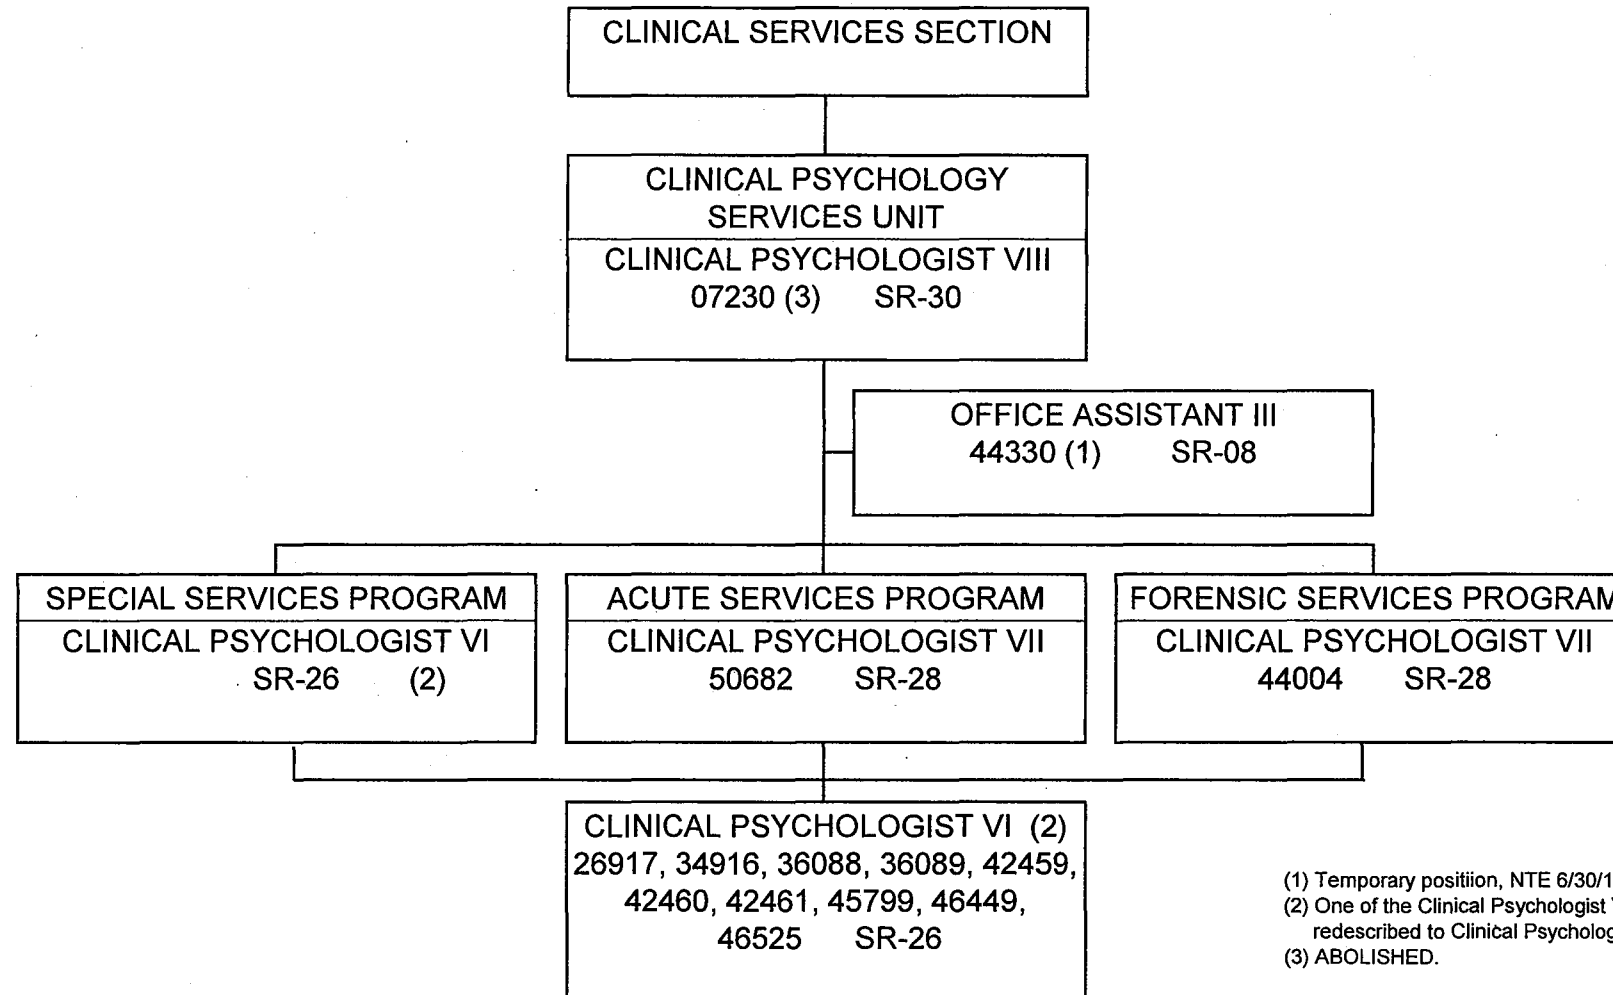 CLINICAL SERVICES SECTION
CLINICAL PSYCHOLOGY
SERVICES UNIT
CLINICAL PSYCHOLOGIST VIII
07230 (3) SR-30
OFFICE ASSISTANT III
44330 (1) SR-08
SPECIAL SERVICES PROGRAM
CLINICAL PSYCHOLOGIST VI
SR-26 (2)
ACUTE SERVICES PROGRAM
CLINICAL PSYCHOLOGIST VII
50682 SR-28
FORENSIC SERVICES PROGRAM
CLINICAL PSYCHOLOGIST VII
44004 SR-28
CLINICAL PSYCHOLOGIST VI (2)
26917, 34916, 36088, 36089, 42459,
42460, 42461, 45799, 46449,
46525 SR-26
(1) Temporary positiion, NTE 6/30/1
(2) One of the Clinical Psychologist
redescribed to Clinical
(3) ABOLISHED.